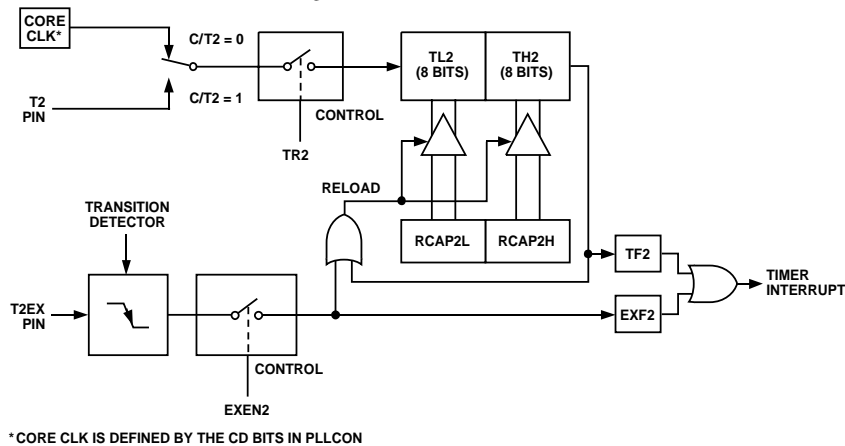 CORE
CLK*
C/T2 = 0
C/T2 = 1
T2
PIN
CONTROL
TR2
TL2
(8 BITS)
TH2
(8 BITS)
RELOAD
TRANSITION
DETECTOR
RCAP2L
RCAP2H
TF2
TIMER
INTERRUPT
T2EX
PIN
EXF2
CONTROL
EXEN2
*CORE CLK IS DEFINED BY THE CD BITS IN PLLCON